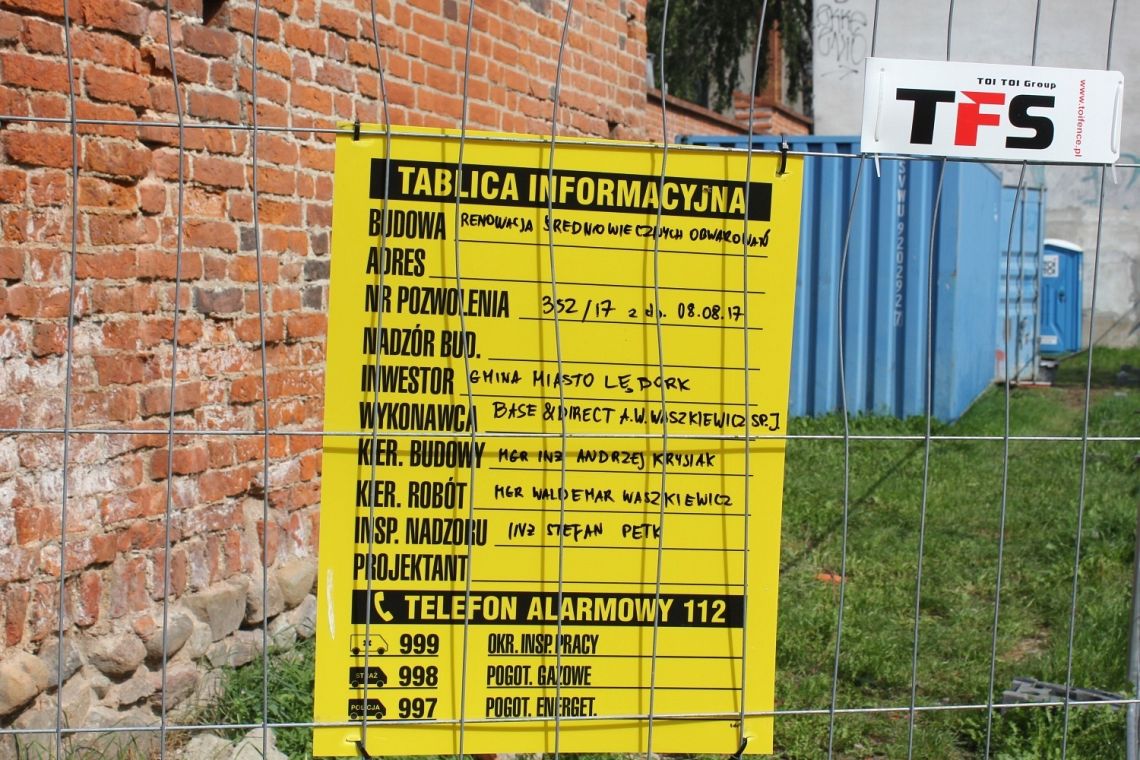 TOI TOI Group
TFS
www.toifence.pl
TABLICA INFORMACYJNA
BUDOWA RENOWACJA ŚREDNIOWIECZNYCH OBWAROWAŃ
ADRES
NR POZWOLENIA 352/17 z dn. 08.08.17
NADZÓR BUD.
INWESTOR GMINA MIASTO LĘBORK
WYKONAWCA BASE & DIRECT A.W. WASZKIEWICZ SP.J
KIER. BUDOWY MGR INŻ ANDRZEJ KRYSIAK
KIER. ROBÓT MGR WALDEMAR WASZKIEWICZ
INSP. NADZORU INŻ STEFAN PETK
PROJEKTANT
TELEFON ALARMOWY 112
999 OKR. INSP. PRACY
STRAŻ 998 POGOT. GAZOWE
POLICJA 997 POGOT. ENERGET.